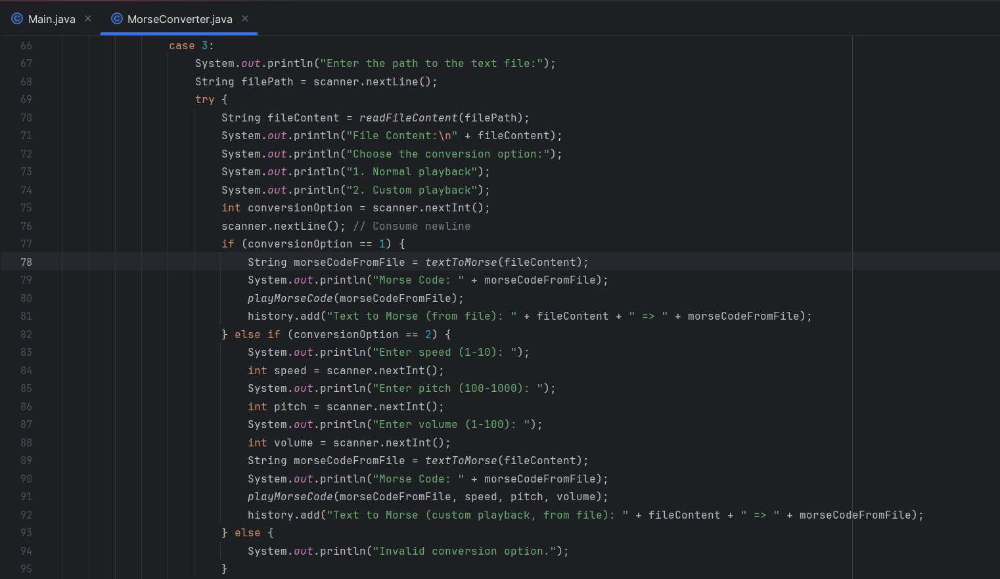 Main.java × MorseConverter.java ×
66 case 3:
67 System.out.println("Enter the path to the text file:");
68 String filePath = scanner.nextLine();
69 try {
70 String fileContent = readFileContent(filePath);
71 System.out.println("File Content:\n" + fileContent);
72 System.out.println("Choose the conversion option:");
73 System.out.println("1. Normal playback");
74 System.out.println("2. Custom playback");
75 int conversionOption = scanner.nextInt();
76 scanner.nextLine(); // Consume newline
77 if (conversionOption == 1) {
78 String morseCodeFromFile = textToMorse(fileContent);
79 System.out.println("Morse Code: " + morseCodeFromFile);
80 playMorseCode(morseCodeFromFile);
81 history.add("Text to Morse (from file): " + fileContent + " => " + morseCodeFromFile);
82 } else if (conversionOption == 2) {
83 System.out.println("Enter speed (1-10): ");
84 int speed = scanner.nextInt();
85 System.out.println("Enter pitch (100-1000): ");
86 int pitch = scanner.nextInt();
87 System.out.println("Enter volume (1-100): ");
88 int volume = scanner.nextInt();
89 String morseCodeFromFile = textToMorse(fileContent);
90 System.out.println("Morse Code: " + morseCodeFromFile);
91 playMorseCode(morseCodeFromFile, speed, pitch, volume);
92 history.add("Text to Morse (custom playback, from file): " + fileContent + " => " + morseCodeFromFile);
93 } else {
94 System.out.println("Invalid conversion option.");
95 }